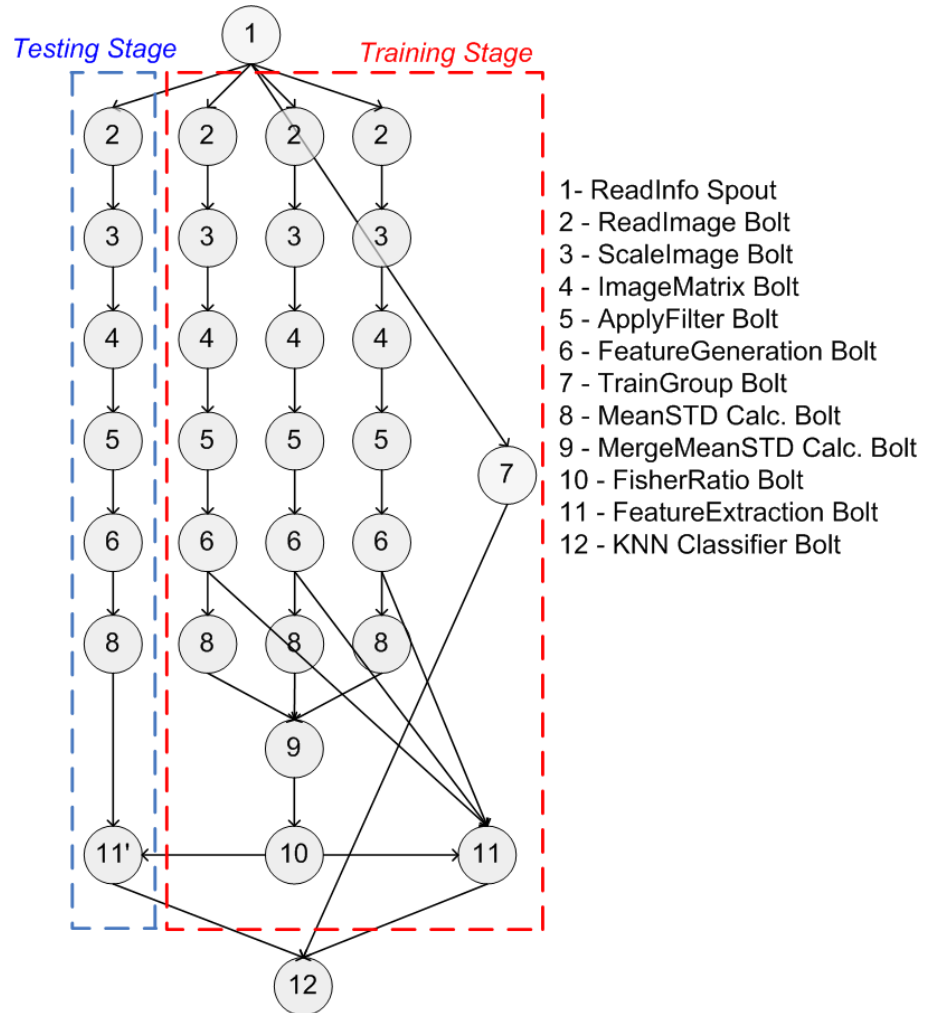 1
Testing Stage
Training Stage
2 2 2 2
3 3 3 3
4 4 4 4
5 5 5 5
7
6 6 6 6
8 8 8 8
9
11' 10 11
12
1- ReadInfo Spout
2 - ReadImage Bolt
3 - ScaleImage Bolt
4 - ImageMatrix Bolt
5 - ApplyFilter Bolt
6 - FeatureGeneration Bolt
7 - TrainGroup Bolt
8 - MeanSTD Calc. Bolt
9 - MergeMeanSTD Calc. Bolt
10 - FisherRatio Bolt
11 - FeatureExtraction Bolt
12 - KNN Classifier Bolt